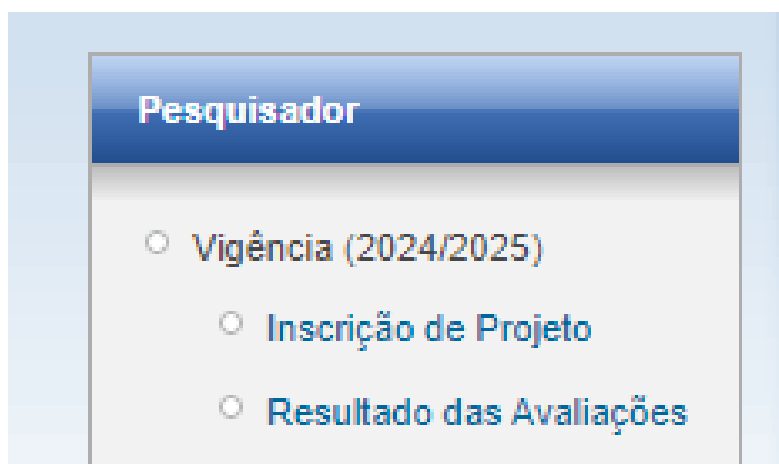 Pesquisador
Vigência (2024/2025)
Inscrição de Projeto
Resultado das Avaliações